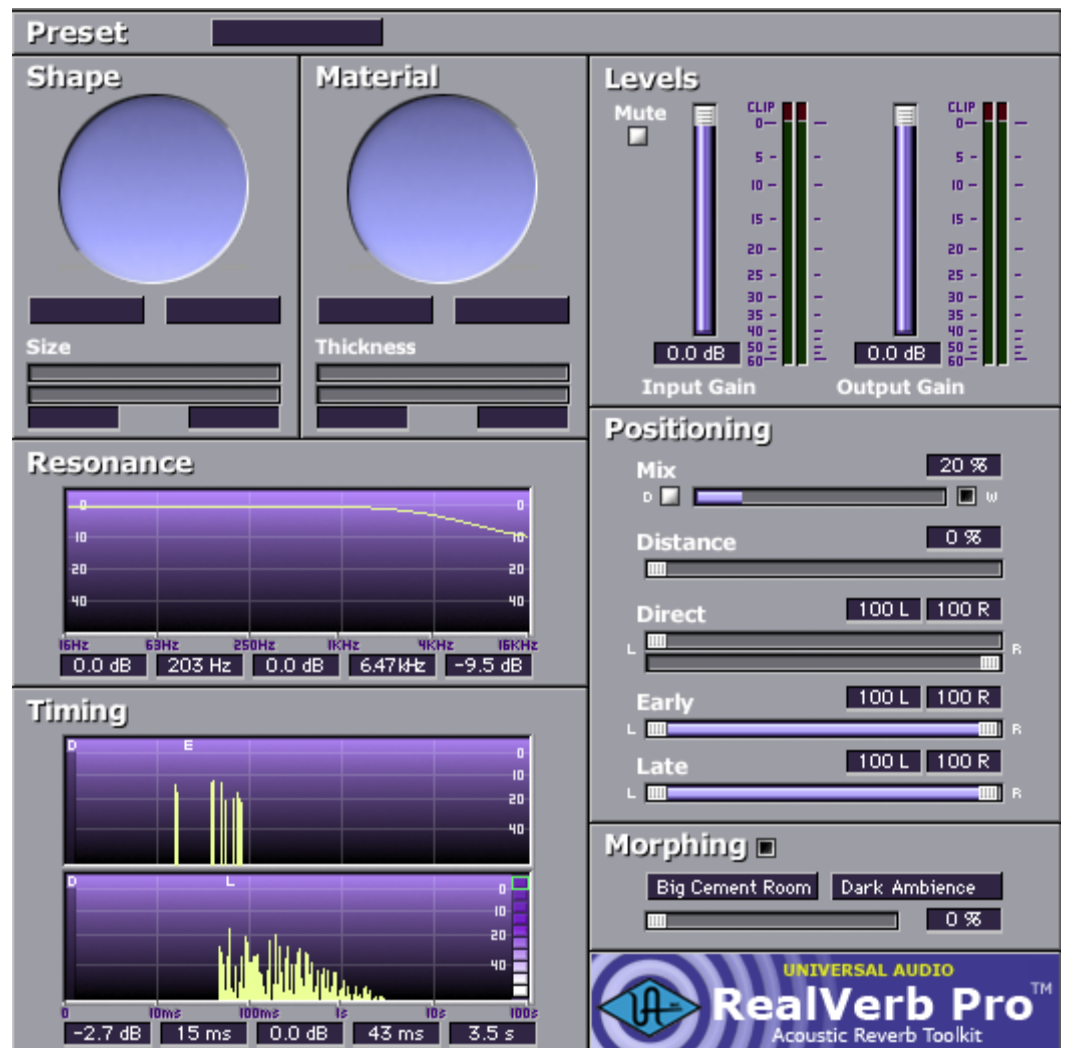 Preset
Shape
Material
Size
Thickness
Levels
Mute
CLIP
0
5
10
15
20
25
30
35
40
50
60
CLIP
0
5
10
15
20
25
30
35
40
50
60
0.0 dB
0.0 dB
Input Gain
Output Gain
Resonance
0 0
10 10
20 20
40 40
16Hz 63Hz 250Hz 1KHz 4KHz 16KHz
0.0 dB 203 Hz 0.0 dB 6.47kHz -9.5 dB
Timing
D E
0
10
20
40
D L
0
10
20
40
0 10ms 100ms 1s 10s 100s
-2.7 dB 15 ms 0.0 dB 43 ms 3.5 s
Positioning
Mix 20 %
D W
Distance 0 %
Direct 100 L 100 R
L R
Early 100 L 100 R
L R
Late 100 L 100 R
L R
Morphing
Big Cement Room Dark Ambience
0 %
UNIVERSAL AUDIO
UA
RealVerb Pro™
Acoustic Reverb Toolkit